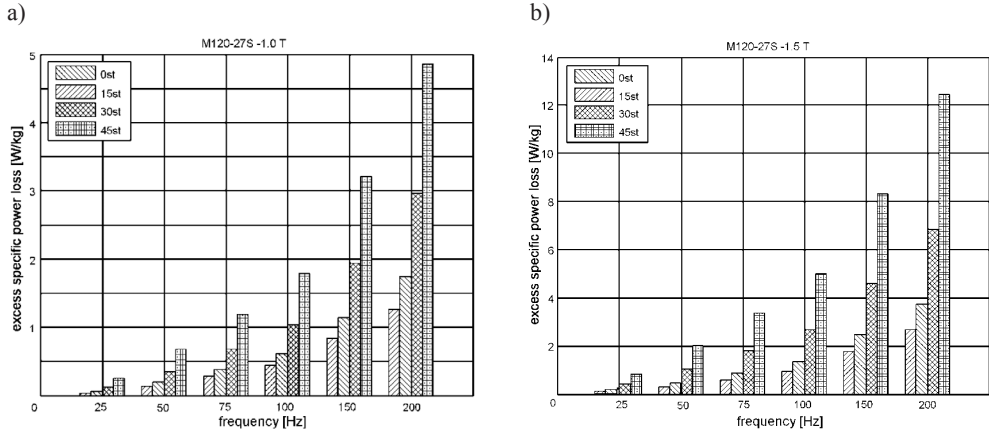 a)
M120-27S -1.0 T
excess specific power loss [W/kg]
5
4
3
2
1
0
0st
15st
30st
45st
25 50 75 100 150 200
frequency [Hz]
b)
M120-27S -1.5 T
excess specific power loss [W/kg]
14
12
10
8
6
4
2
0
0st
15st
30st
45st
25 50 75 100 150 200
frequency [Hz]